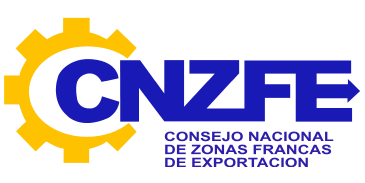 CNZFE
CONSEJO NACIONAL
DE ZONAS FRANCAS
DE EXPORTACION